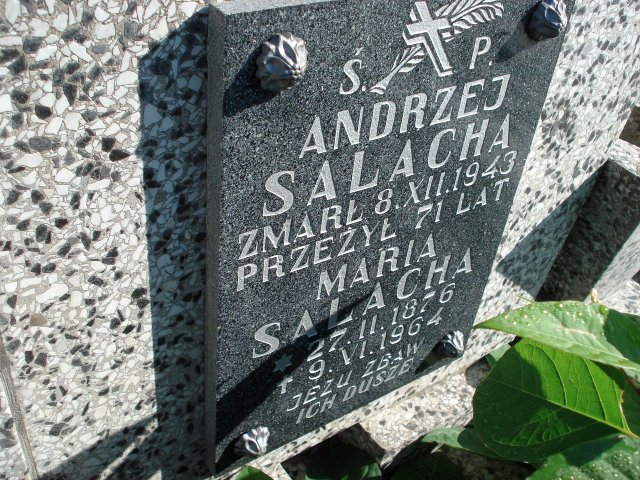 Ś. P.
ANDRZEJ
SALACHA
ZMARŁ 8.XII.1943
PRZEŻYŁ 71 LAT
MARIA
SALACHA
27.II.1876
9.VI.1964
JEZU ZBAW
ICH DUSZE